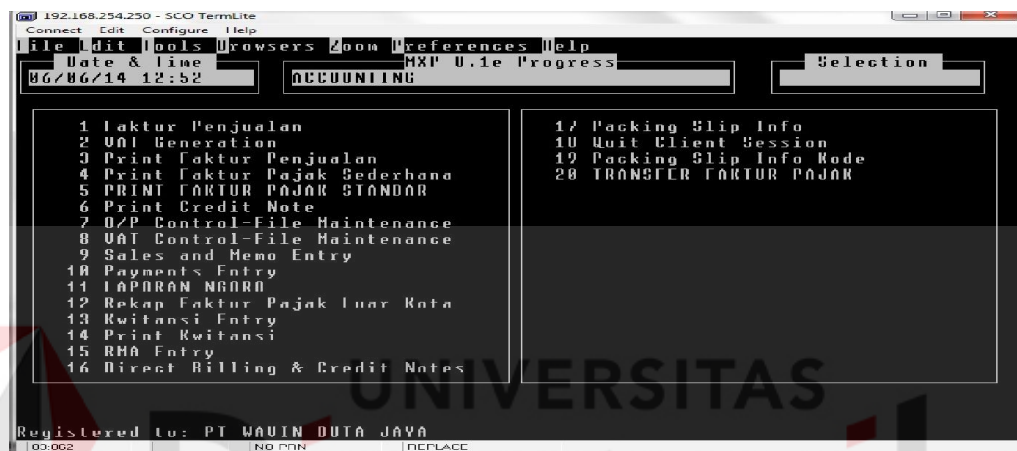 192.168.254.250 - SCO TermLite
Connect Edit Configure Help
File Edit Tools Browsers Zoom Preferences Help
Date & Time
MXP 8.1e Progress
Selection
06/06/14 12:52
ACCOUNTING
1 Faktur Penjualan
2 VAT Generation
3 Print Faktur Penjualan
4 Print Faktur Pajak Sederhana
5 PRINT FAKTUR PAJAK STANDAR
6 Print Credit Note
7 O/P Control-File Maintenance
8 VAT Control-File Maintenance
9 Sales and Memo Entry
10 Payments Entry
11 LAPORAN NGORO
12 Rekap Faktur Pajak Luar Kota
13 Kwitansi Entry
14 Print Kwitansi
15 RMA Entry
16 Direct Billing & Credit Notes
17 Packing Slip Info
18 Quit Client Session
19 Packing Slip Info Kode
20 TRANSFER FAKTUR PAJAK
UNIVERSITAS
Registered to: PT WAVIN DUTA JAYA
03:062
NO PRN
REPLACE